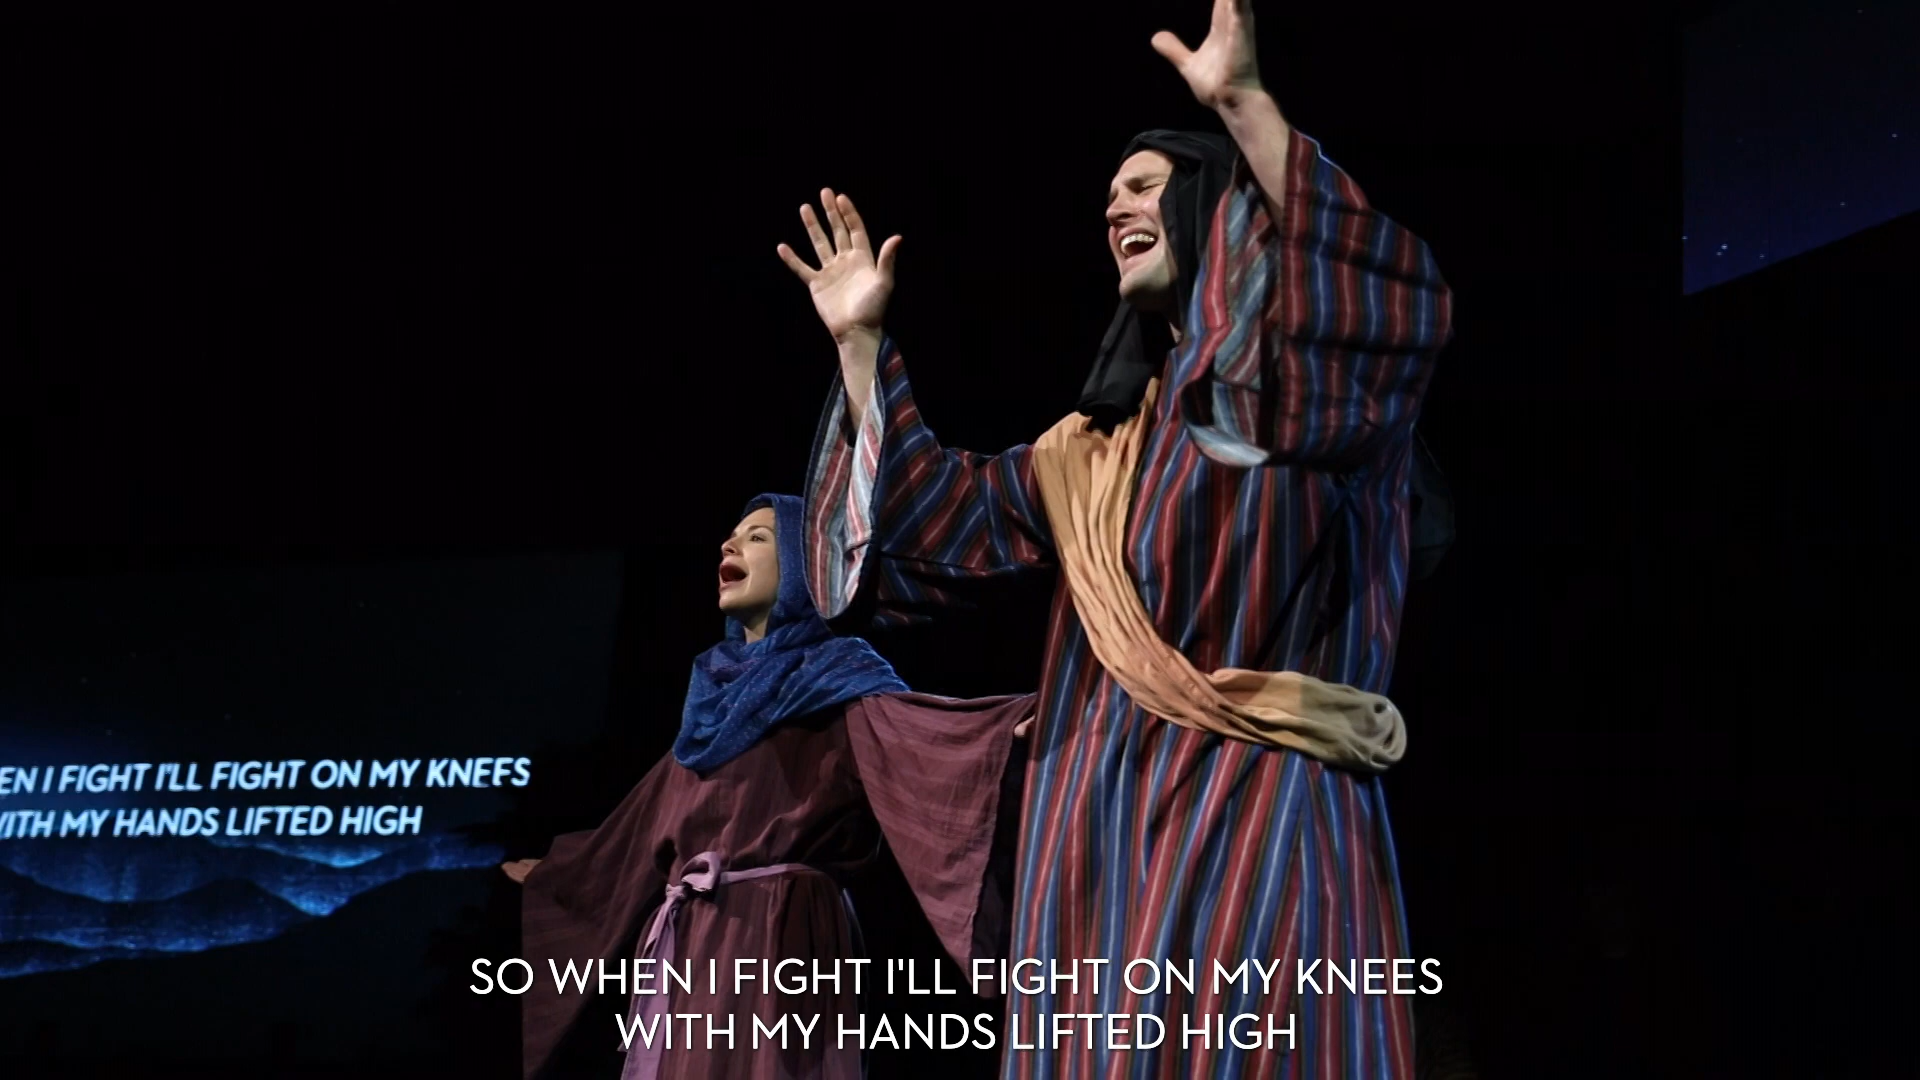 EN I FIGHT I'LL FIGHT ON MY KNEES
WITH MY HANDS LIFTED HIGH
SO WHEN I FIGHT I'LL FIGHT ON MY KNEES
WITH MY HANDS LIFTED HIGH